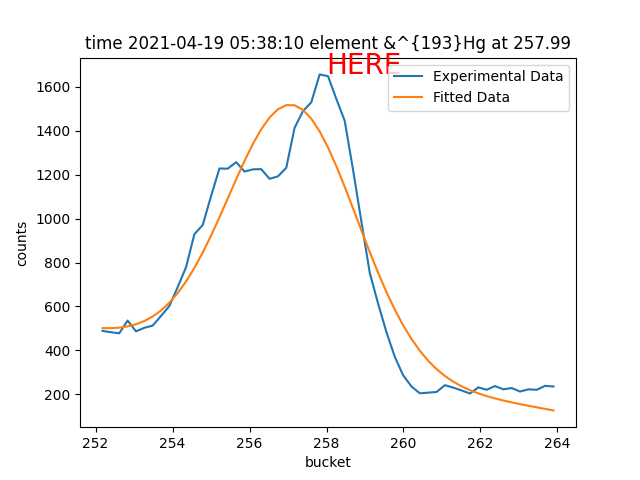 time 2021-04-19 05:38:10 element &^{193}Hg at 257.99
HERE
Experimental Data
Fitted Data
counts
1600
1400
1200
1000
800
600
400
200
252 254 256 258 260 262 264
bucket